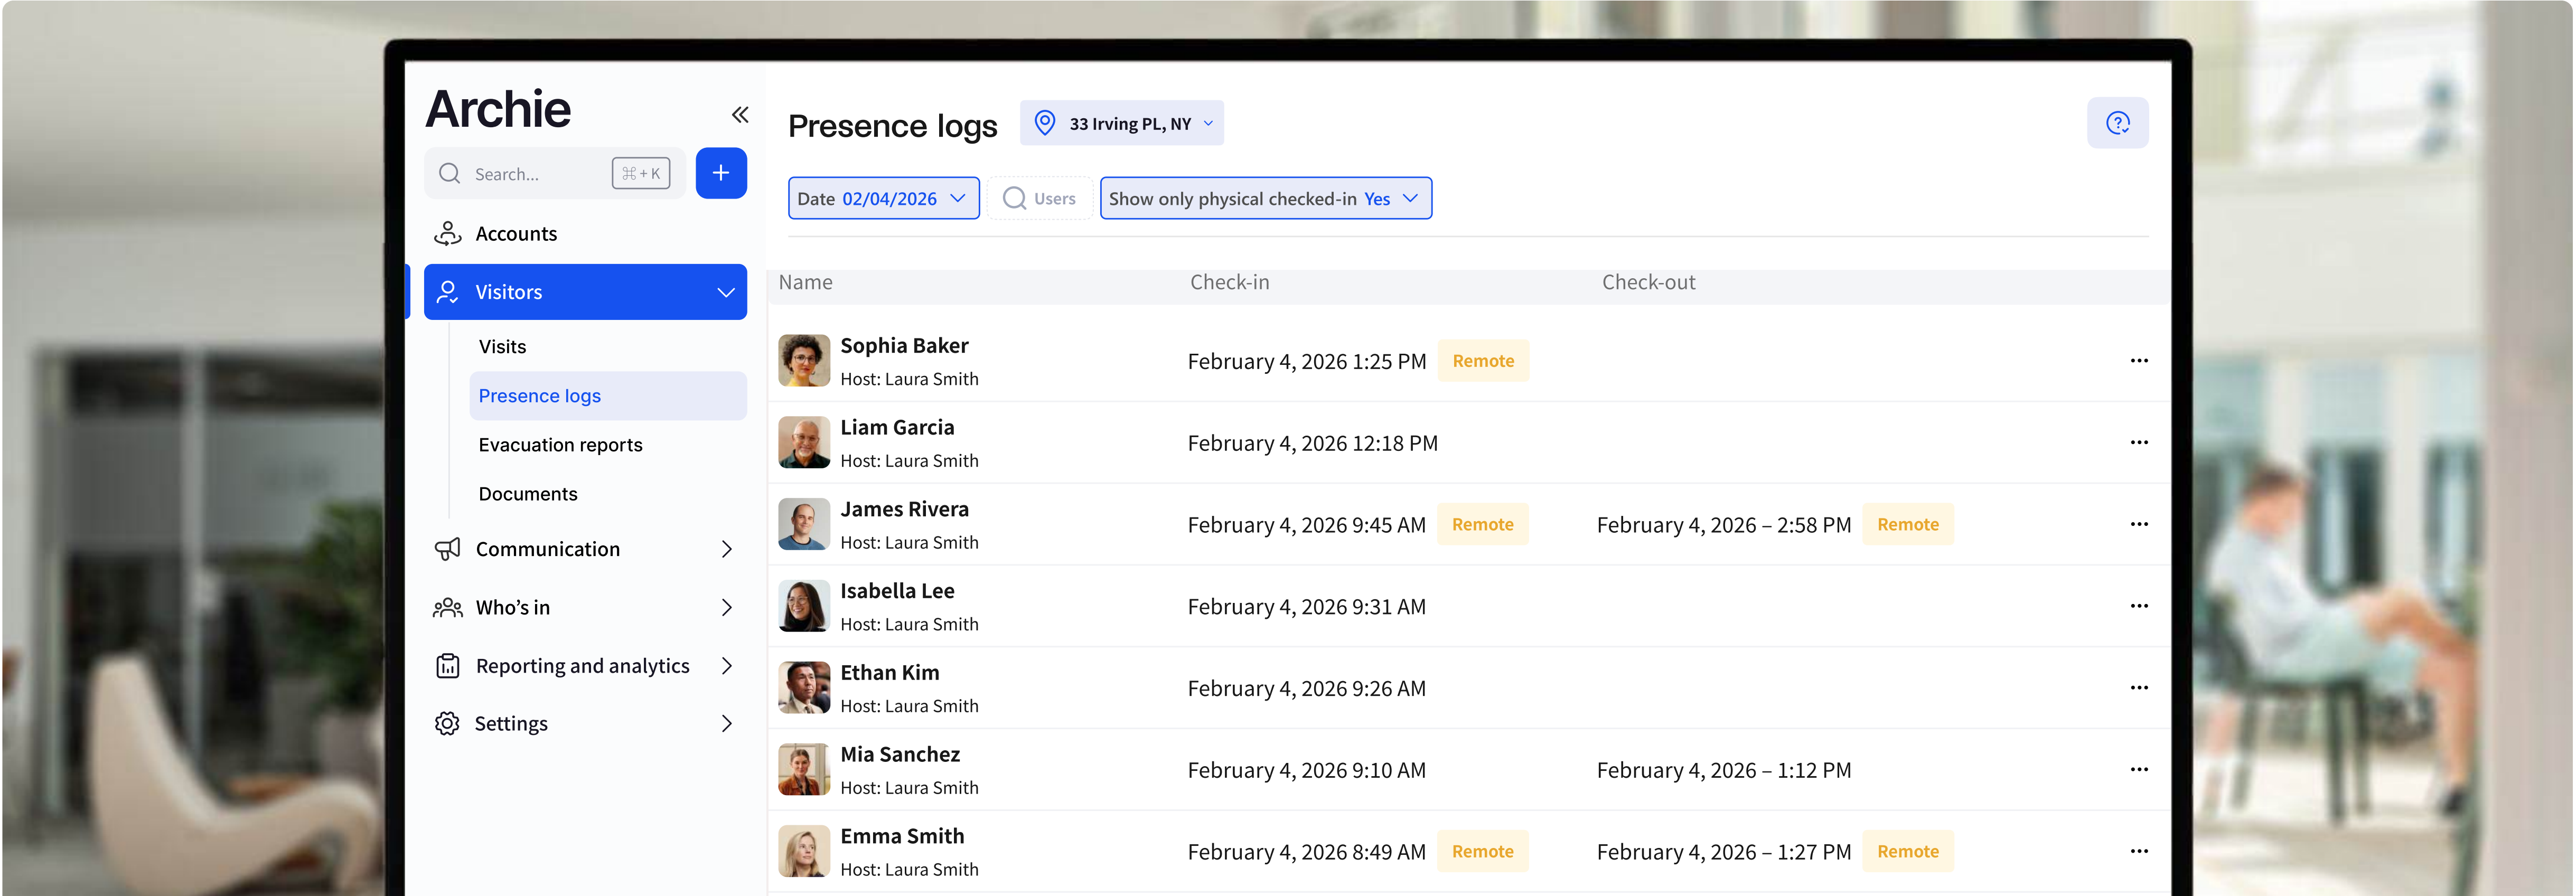 Archie
Search...
⌘ + K
Accounts
Visitors
Visits
Presence logs
Evacuation reports
Documents
Communication
Who’s in
Reporting and analytics
Settings
Presence logs
33 Irving PL, NY
Date 02/04/2026
Users
Show only physical checked-in Yes
Name Check-in Check-out
Sophia Baker
Host: Laura Smith
February 4, 2026 1:25 PM Remote
Liam Garcia
Host: Laura Smith
February 4, 2026 12:18 PM
James Rivera
Host: Laura Smith
February 4, 2026 9:45 AM Remote February 4, 2026 – 2:58 PM Remote
Isabella Lee
Host: Laura Smith
February 4, 2026 9:31 AM
Ethan Kim
Host: Laura Smith
February 4, 2026 9:26 AM
Mia Sanchez
Host: Laura Smith
February 4, 2026 9:10 AM February 4, 2026 – 1:12 PM
Emma Smith
Host: Laura Smith
February 4, 2026 8:49 AM Remote February 4, 2026 – 1:27 PM Remote